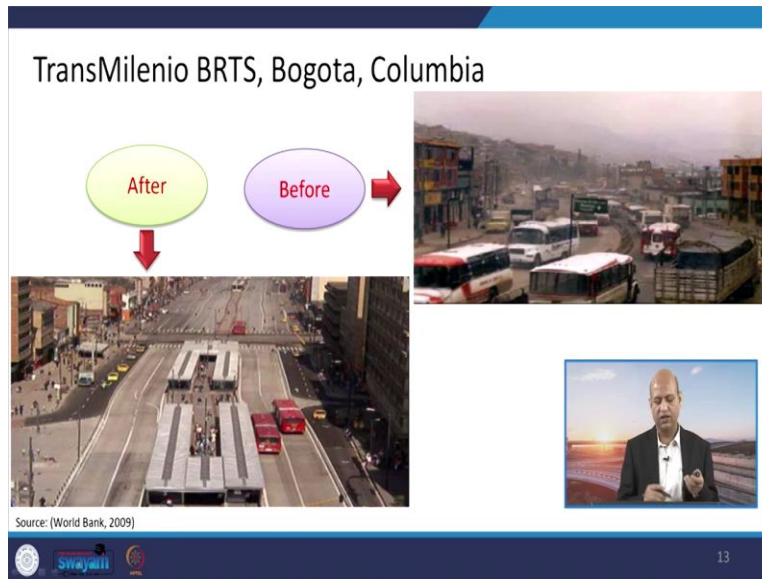 TransMilenio BRTS, Bogota, Columbia
After
Before
Source: (World Bank, 2009)
swayam
13